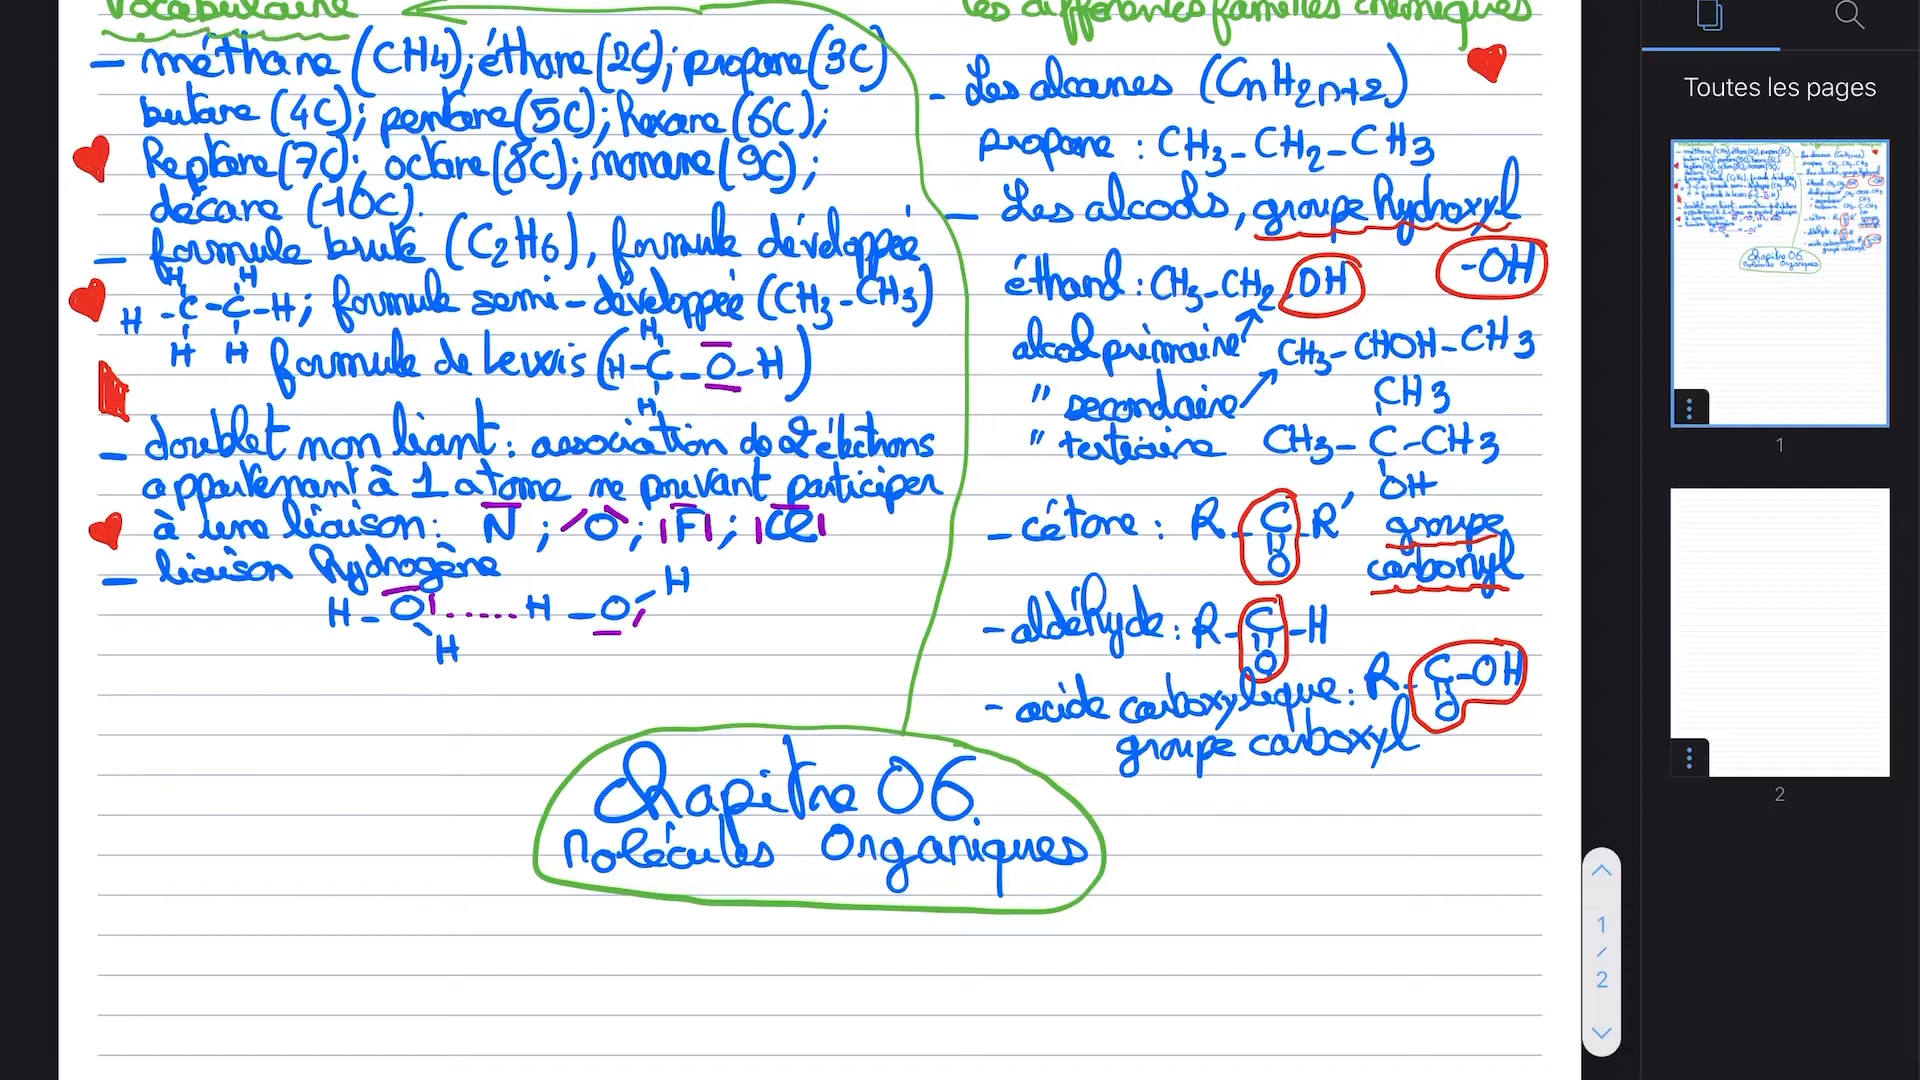 Vocabulaire
- méthane (CH4); éthane (2C); propane (3C)
butane (4C); pentane (5C); hexane (6C);
heptane (7C); octane (8C); nonane (9C);
décane (10C).
- formule brute (C2H6), formule développée
H H
H - C - C - H; formule semi-développée (CH3-CH3)
H H
H
formule de Lewis (H-C-O-H)
H
- doublet non liant : association de 2 électrons
appartenant à 1 atome ne pouvant participer
à une liaison: N ; O ; F ; Cl
- liaison hydrogène
H
H - O ...... H - O
H
les différentes familles chimiques
- Les alcanes (CnH2n+2)
propane : CH3-CH2-CH3
- Les alcools, groupe hydroxyl
-OH
éthanol : CH3-CH2-OH
alcool primaire CH3-CHOH-CH3
" secondaire
CH3
" tertiaire CH3-C-CH3
OH
- cétone : R-C-R' groupe
O carbonyl
- aldéhyde : R-C-H
O
- acide carboxylique : R-C-OH
O
groupe carboxyl
Chapitre 06
Molécules Organiques
Toutes les pages
1
2
1
/
2